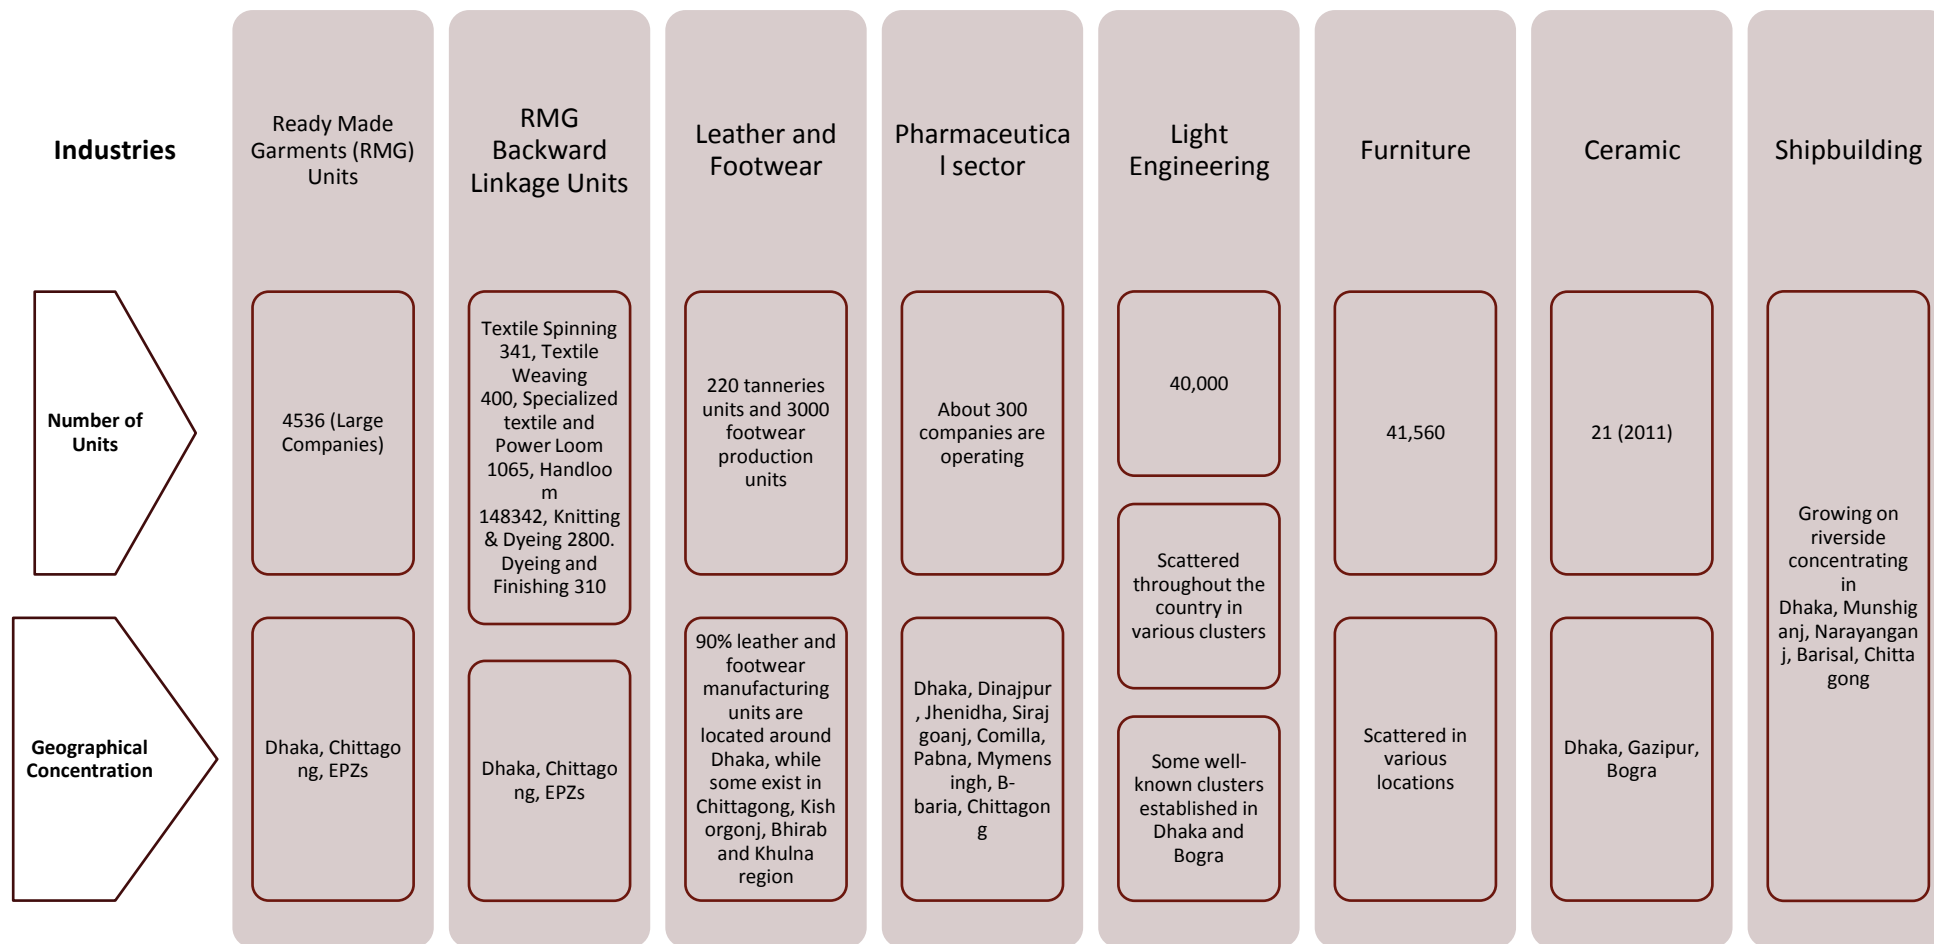 Industries
Ready Made
Garments (RMG)
Units
RMG
Backward
Linkage Units
Leather and
Footwear
Pharmaceutica
l sector
Light
Engineering
Furniture
Ceramic
Shipbuilding
Number of
Units
4536 (Large
Companies)
Textile Spinning
341, Textile
Weaving
400, Specialized
textile and
Power Loom
1065, Handloo
m
148342, Knitting
& Dyeing 2800.
Dyeing and
Finishing 310
220 tanneries
units and 3000
footwear
production
units
About 300
companies are
operating
40,000
Scattered
throughout the
country in
various clusters
41,560
21 (2011)
Growing on
riverside
concentrating
in
Dhaka, Munshig
anj, Narayangan
j, Barisal, Chitta
gong
Geographical
Concentration
Dhaka, Chittago
ng, EPZs
Dhaka, Chittago
ng, EPZs
90% leather and
footwear
manufacturing
units are
located around
Dhaka, while
some exist in
Chittagong, Kish
orgonj, Bhirab
and Khulna
region
Dhaka, Dinajpur
, Jhenidha, Siraj
goanj, Comilla,
Pabna, Mymens
ingh, B-
baria, Chittagon
g
Some well-
known clusters
established in
Dhaka and
Bogra
Scattered in
various
locations
Dhaka, Gazipur,
Bogra